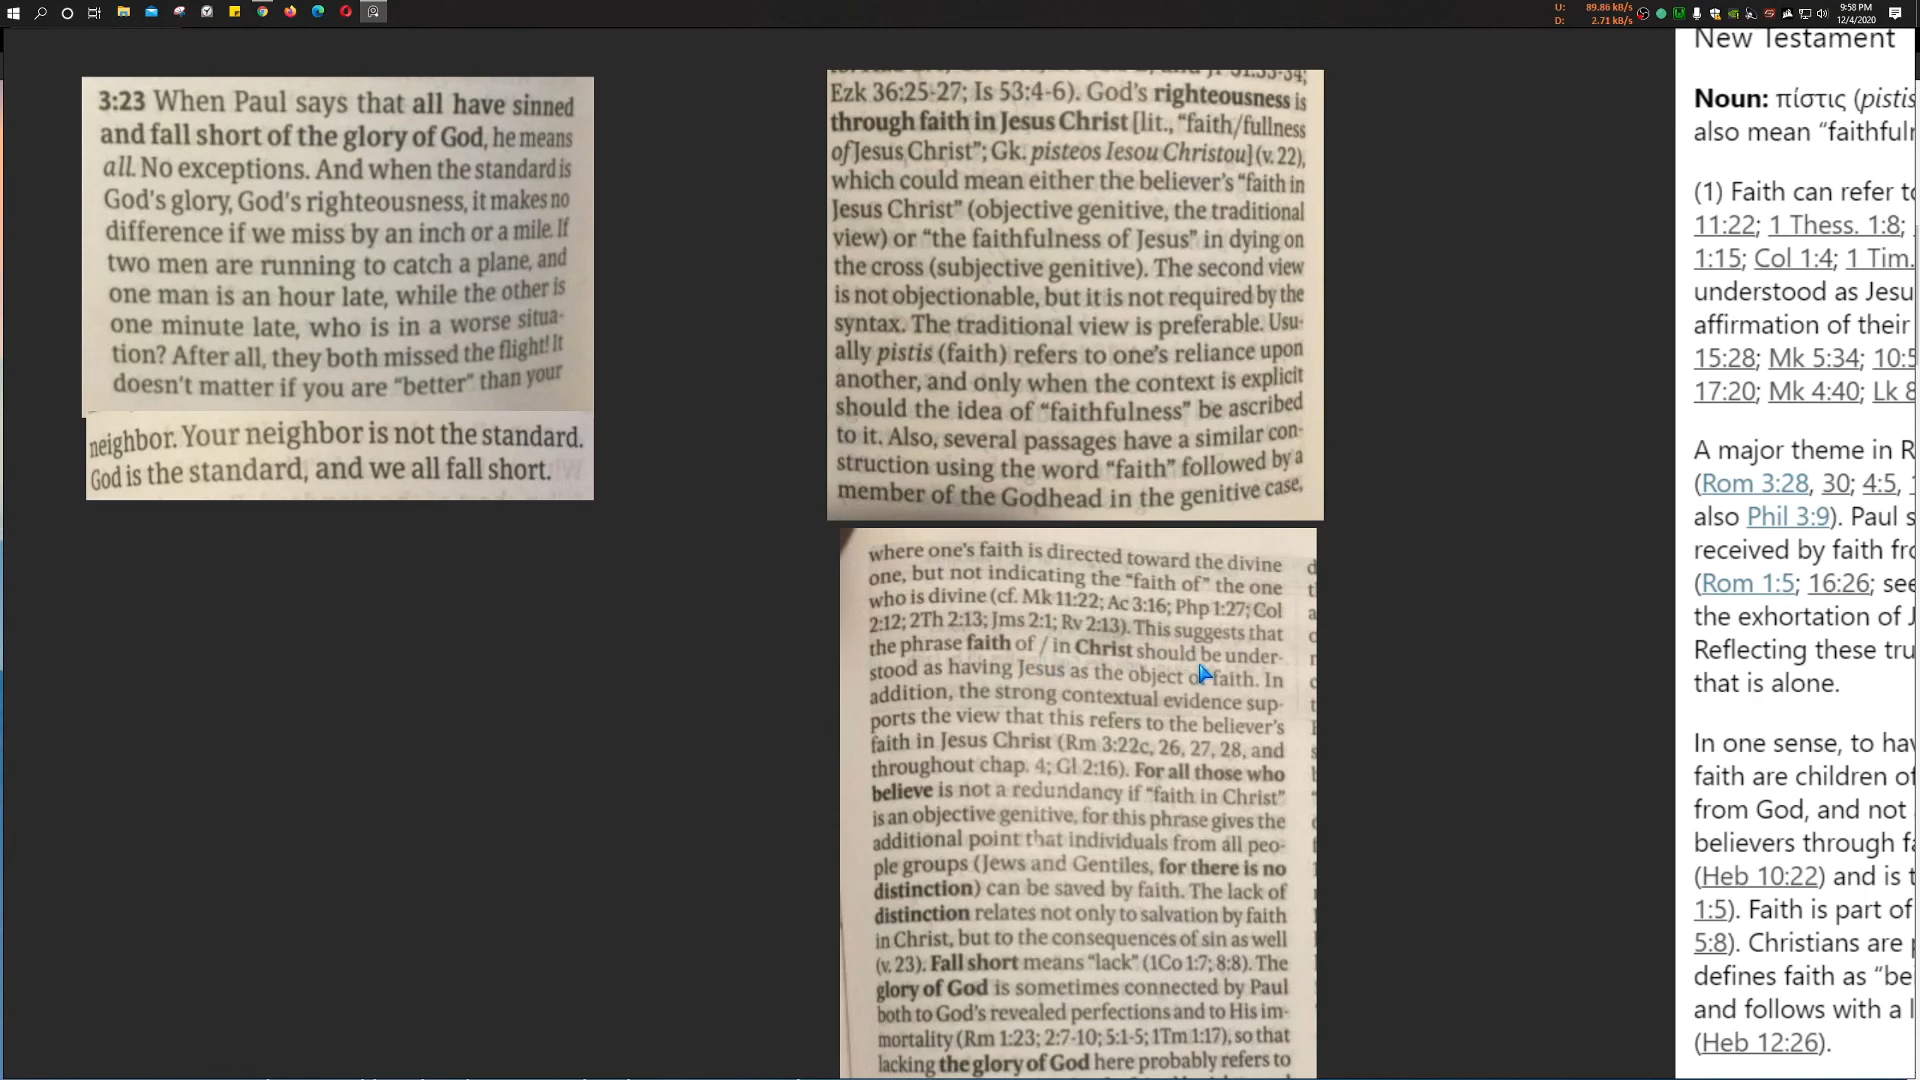 U: 89.86 kB/s
D: 2.71 kB/s
9:58 PM
12/4/2020
3:23 When Paul says that all have sinned
and fall short of the glory of God, he means
all. No exceptions. And when the standard is
God's glory, God's righteousness, it makes no
difference if we miss by an inch or a mile. If
two men are running to catch a plane, and
one man is an hour late, while the other is
one minute late, who is in a worse situa-
tion? After all, they both missed the flight! It
doesn't matter if you are "better" than your
neighbor. Your neighbor is not the standard.
God is the standard, and we all fall short.
Ezk 36:25-27; Is 53:4-6). God's righteousness is
through faith in Jesus Christ [lit., "faith/fullness
of Jesus Christ"; Gk. pisteos Iesou Christou] (v. 22),
which could mean either the believer's "faith in
Jesus Christ" (objective genitive, the traditional
view) or "the faithfulness of Jesus" in dying on
the cross (subjective genitive). The second view
is not objectionable, but it is not required by the
syntax. The traditional view is preferable. Usu-
ally pistis (faith) refers to one's reliance upon
another, and only when the context is explicit
should the idea of "faithfulness" be ascribed
to it. Also, several passages have a similar con-
struction using the word "faith" followed by a
member of the Godhead in the genitive case,
where one's faith is directed toward the divine
one, but not indicating the "faith of" the one
who is divine (cf. Mk 11:22; Ac 3:16; Php 1:27; Col
2:12; 2Th 2:13; Jms 2:1; Rv 2:13). This suggests that
the phrase faith of / in Christ should be under-
stood as having Jesus as the object of faith. In
addition, the strong contextual evidence sup-
ports the view that this refers to the believer's
faith in Jesus Christ (Rm 3:22c, 26, 27, 28, and
throughout chap. 4; Gl 2:16). For all those who
believe is not a redundancy if "faith in Christ"
is an objective genitive, for this phrase gives the
additional point that individuals from all peo-
ple groups (Jews and Gentiles, for there is no
distinction) can be saved by faith. The lack of
distinction relates not only to salvation by faith
in Christ, but to the consequences of sin as well
(v. 23). Fall short means "lack" (1Co 1:7; 8:8). The
glory of God is sometimes connected by Paul
both to God's revealed perfections and to His im-
mortality (Rm 1:23; 2:7-10; 5:1-5; 1Tm 1:17), so that
lacking the glory of God here probably refers to
New Testament
Noun: πίστις (pistis
also mean "faithfuln
(1) Faith can refer to
11:22; 1 Thess. 1:8;
1:15; Col 1:4; 1 Tim.
understood as Jesu
affirmation of their
15:28; Mk 5:34; 10:5
17:20; Mk 4:40; Lk 8
A major theme in R
(Rom 3:28, 30; 4:5,
also Phil 3:9). Paul s
received by faith fro
(Rom 1:5; 16:26; see
the exhortation of J
Reflecting these tru
that is alone.
In one sense, to hav
faith are children of
from God, and not
believers through fa
(Heb 10:22) and is t
1:5). Faith is part of
5:8). Christians are
defines faith as "be
and follows with a l
(Heb 12:26).